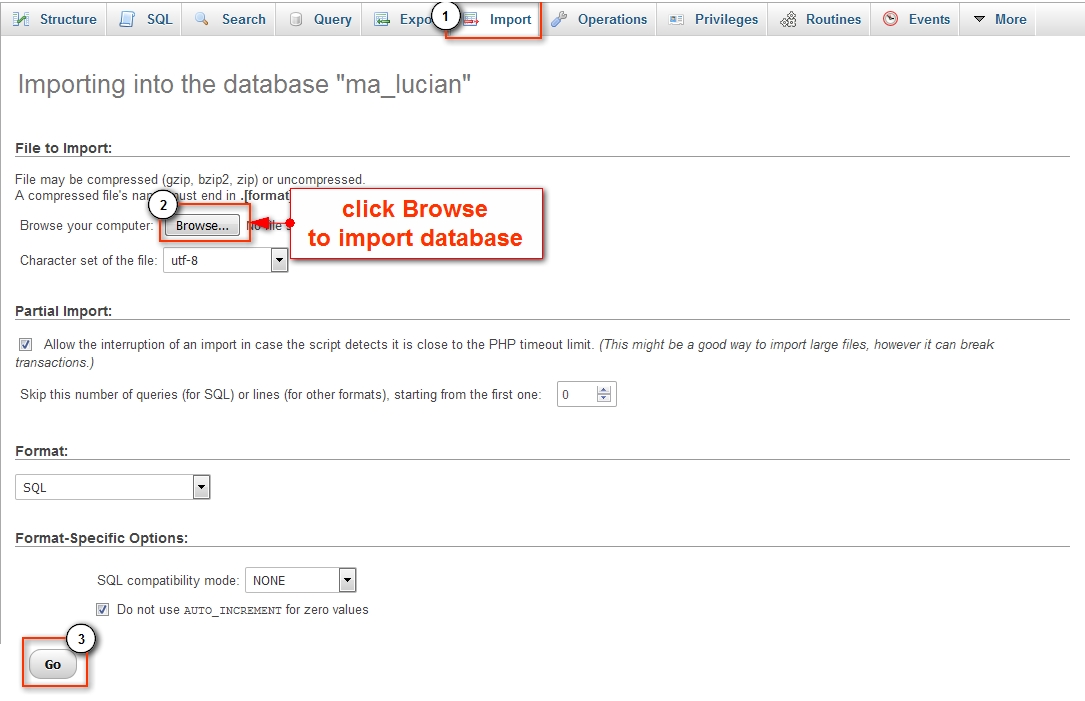 Structure SQL Search Query Expo 1 Import Operations Privileges Routines Events More
Importing into the database "ma_lucian"
File to Import:
File may be compressed (gzip, bzip2, zip) or uncompressed.
A compressed file's name must end in .[format]
2
Browse your computer: Browse... No file
click Browse
to import database
Character set of the file: utf-8
Partial Import:
Allow the interruption of an import in case the script detects it is close to the PHP timeout limit. (This might be a good way to import large files, however it can break
transactions.)
Skip this number of queries (for SQL) or lines (for other formats), starting from the first one: 0
Format:
SQL
Format-Specific Options:
SQL compatibility mode: NONE
Do not use AUTO_INCREMENT for zero values
3
Go